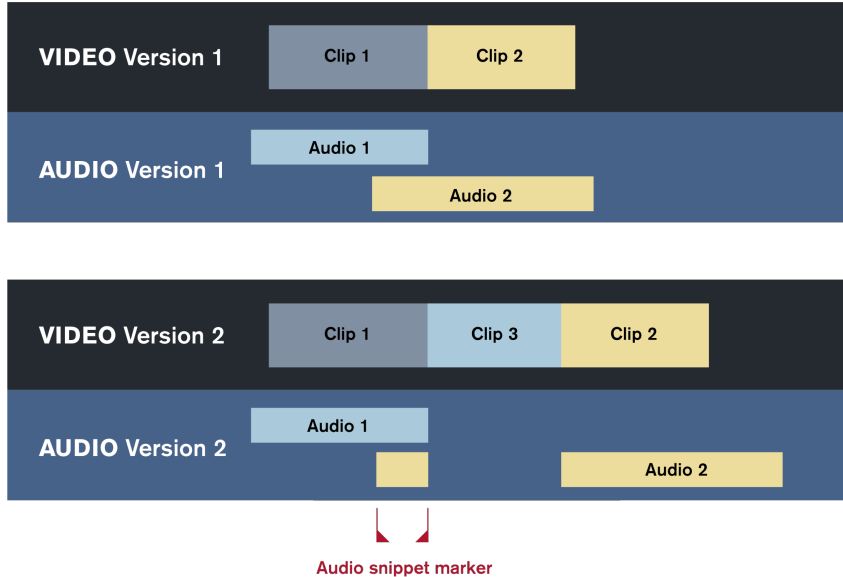 VIDEO Version 1
Clip 1
Clip 2
AUDIO Version 1
Audio 1
Audio 2
VIDEO Version 2
Clip 1
Clip 3
Clip 2
AUDIO Version 2
Audio 1
Audio 2
Audio snippet marker